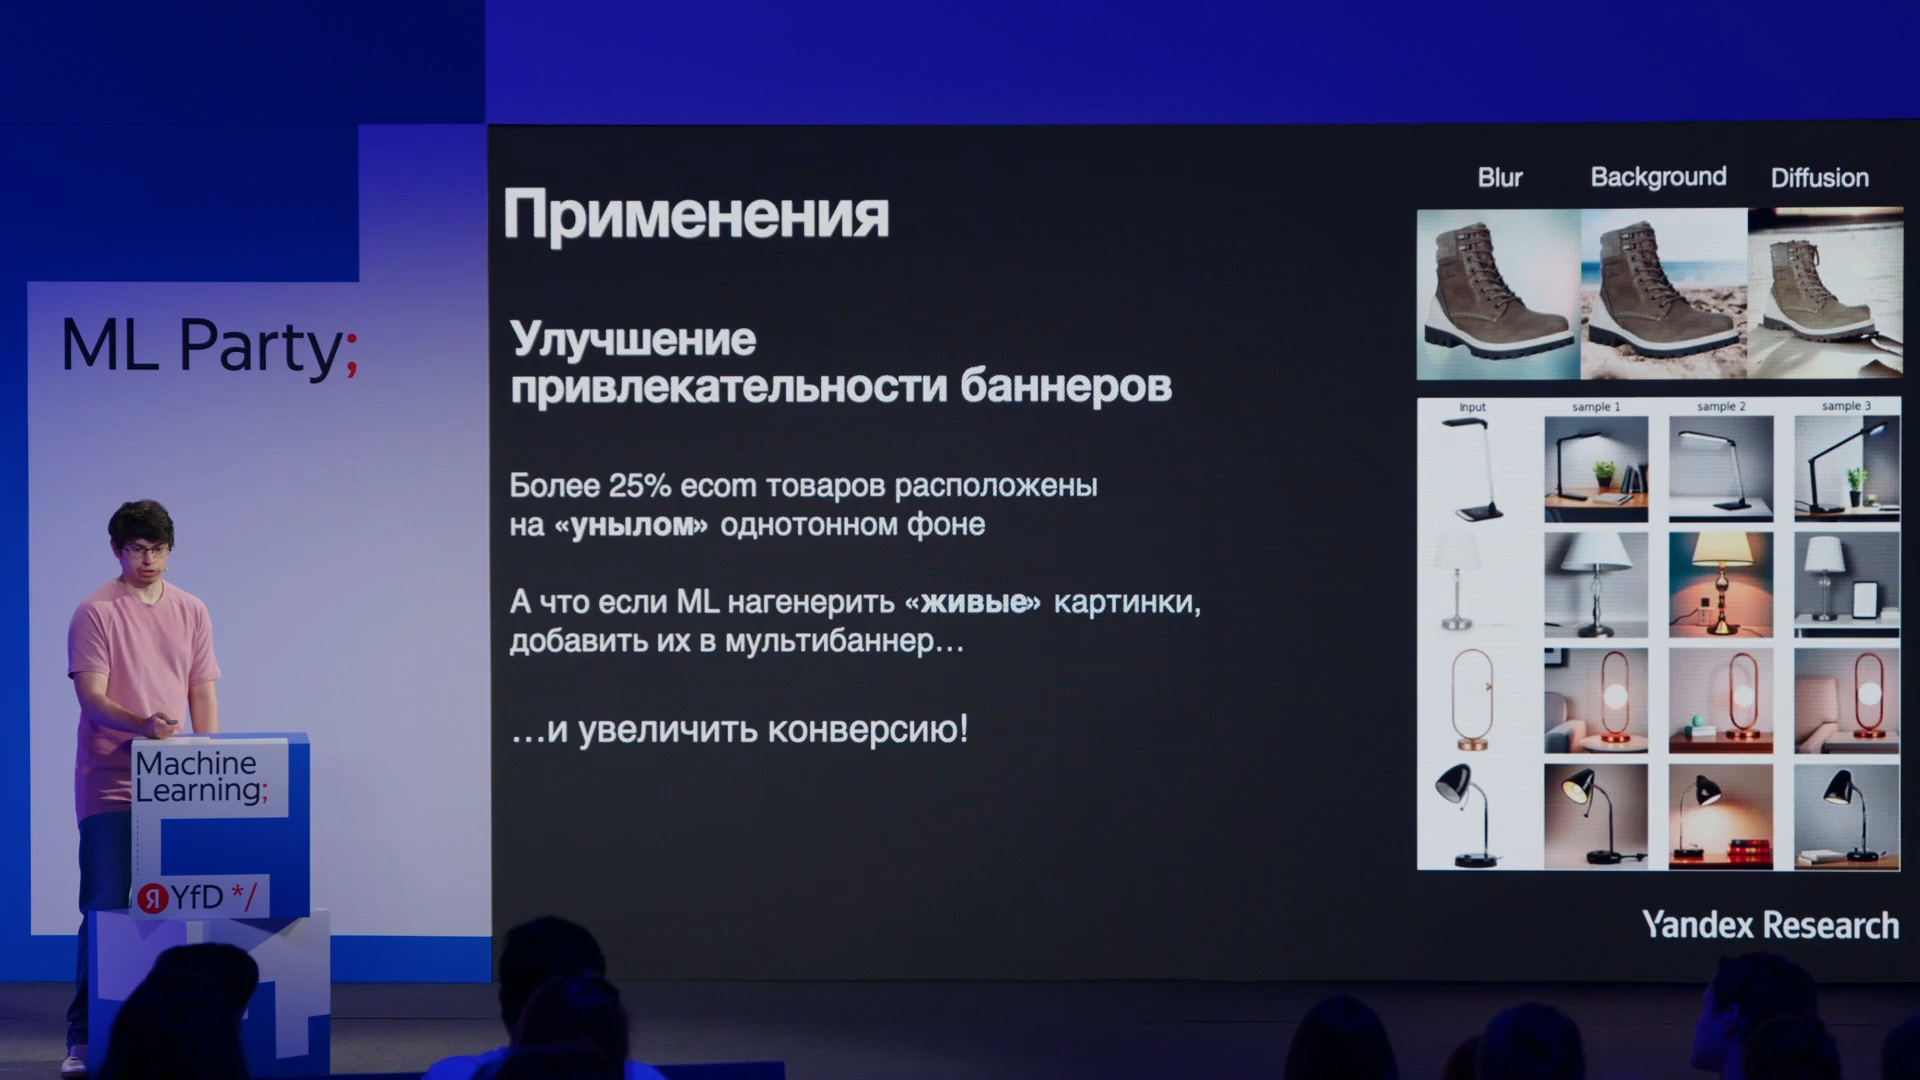 ML Party;
Machine
Learning;
Я YfD */
Применения
Улучшение
привлекательности баннеров
Более 25% ecom товаров расположены
на «унылом» однотонном фоне
А что если ML нагенерить «живые» картинки,
добавить их в мультибаннер...
...и увеличить конверсию!
Blur Background Diffusion
Input sample 1 sample 2 sample 3
Yandex Research